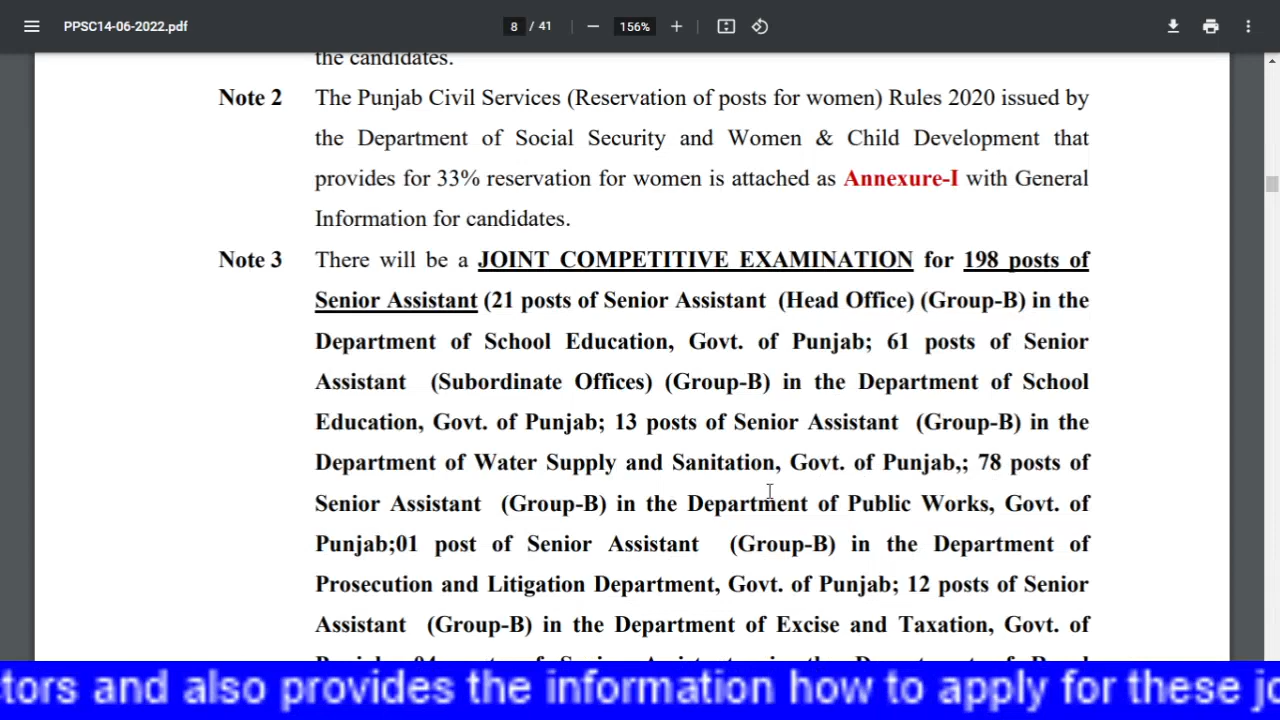 PPSC14-06-2022.pdf 8 / 41 156%
the candidates.
Note 2 The Punjab Civil Services (Reservation of posts for women) Rules 2020 issued by
the Department of Social Security and Women & Child Development that
provides for 33% reservation for women is attached as Annexure-I with General
Information for candidates.
Note 3 There will be a JOINT COMPETITIVE EXAMINATION for 198 posts of
Senior Assistant (21 posts of Senior Assistant (Head Office) (Group-B) in the
Department of School Education, Govt. of Punjab; 61 posts of Senior
Assistant (Subordinate Offices) (Group-B) in the Department of School
Education, Govt. of Punjab; 13 posts of Senior Assistant (Group-B) in the
Department of Water Supply and Sanitation, Govt. of Punjab,; 78 posts of
Senior Assistant (Group-B) in the Department of Public Works, Govt. of
Punjab;01 post of Senior Assistant (Group-B) in the Department of
Prosecution and Litigation Department, Govt. of Punjab; 12 posts of Senior
Assistant (Group-B) in the Department of Excise and Taxation, Govt. of
ctors and also provides the information how to apply for these jo